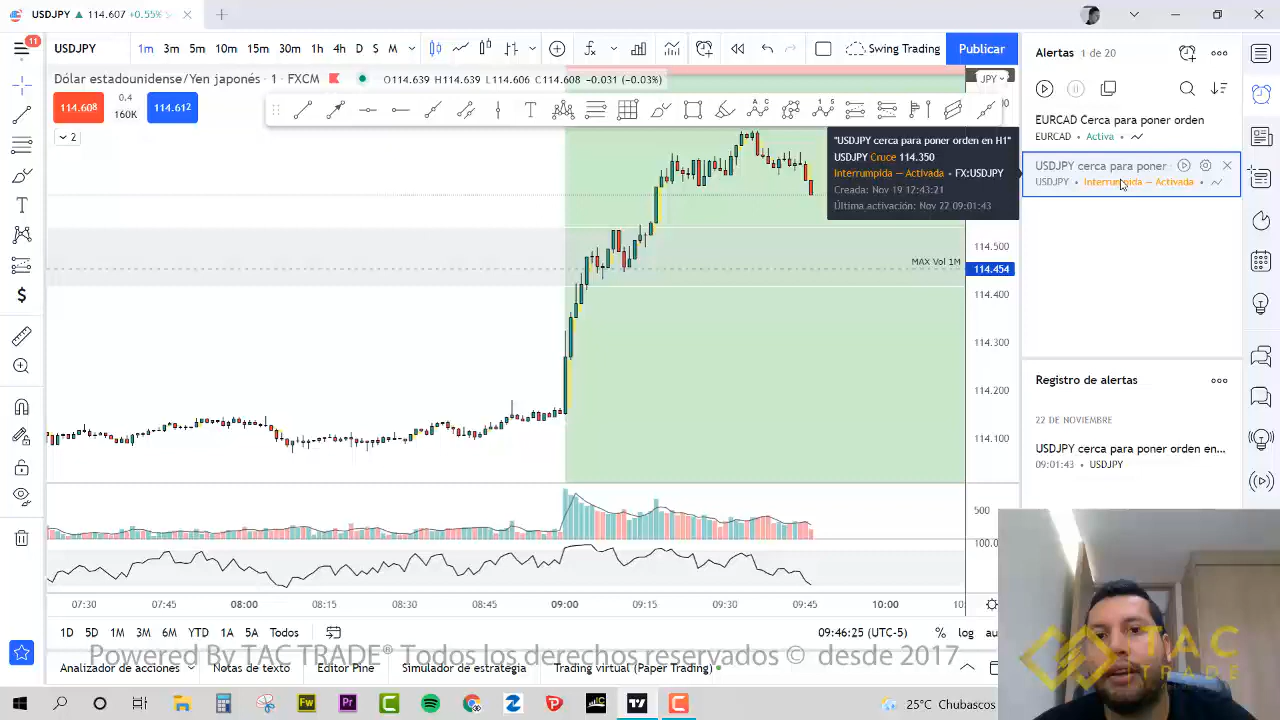 USDJPY ▲ 114.607 +0.55%
11
USDJPY
1m 3m 5m 10m 15m 30m 1h 4h D S M
Swing Trading
Publicar
Dólar estadounidense/Yen japonés
FXCM
O114.639 H114.639 L114.606 C114.608 -0.031 (-0.03%)
JPY
114.608
0.4
160K
114.612
2
"USDJPY cerca para poner orden en H1"
USDJPY Cruce 114.350
Interrumpida — Activada • FX:USDJPY
Creada: Nov 19 12:43:21
Última activación: Nov 22 09:01:43
MAX Vol 1M
114.500
114.454
114.400
114.300
114.200
114.100
500
100.0
07:30 07:45 08:00 08:15 08:30 08:45 09:00 09:15 09:30 09:45 10:00
1D 5D 1M 3M 6M YTD 1A 5A Todos
09:46:25 (UTC-5)
% log
Analizador de acciones
Notas de texto
Editor Pine
Simulador de estrategia
Trading virtual (Paper Trading)
Powered By TAC TRADE® Todos los derechos reservados © desde 2017
Alertas 1 de 20
EURCAD Cerca para poner orden
EURCAD • Activa •
USDJPY cerca para poner
USDJPY • Interrumpida — Activada •
Registro de alertas
22 DE NOVIEMBRE
USDJPY cerca para poner orden en...
09:01:43 • USDJPY
TAC
TRADE
Fw
Pr
25°C Chubascos